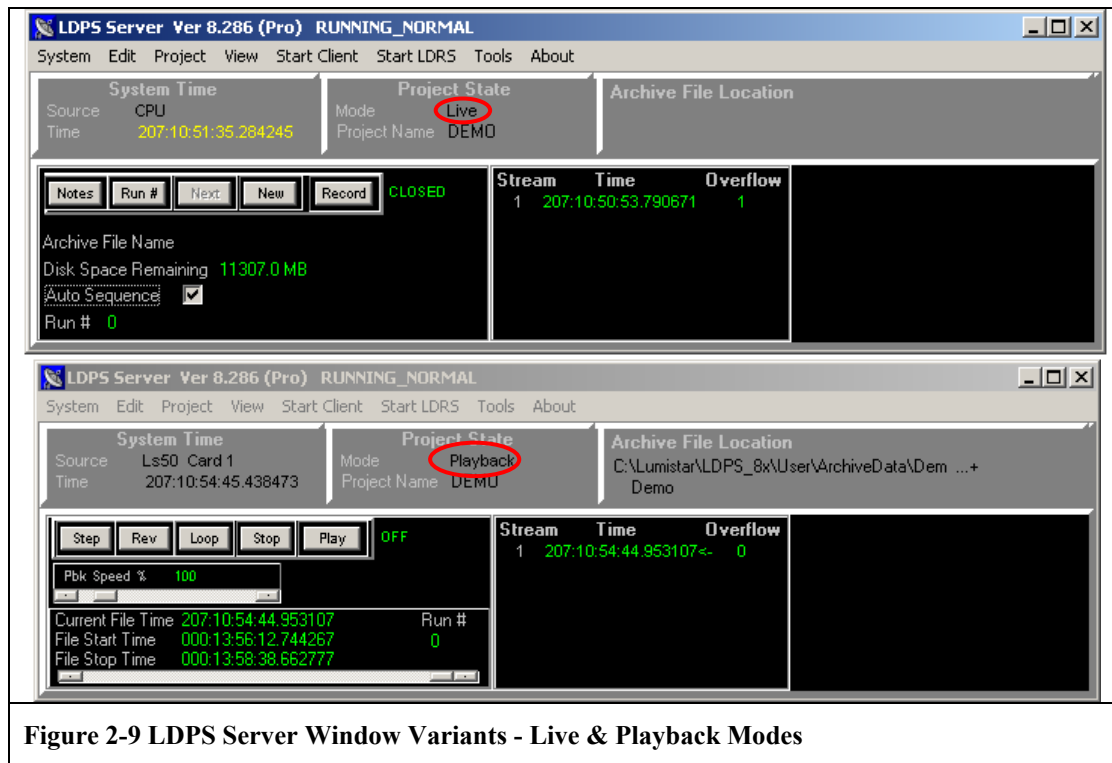 LDPS Server Ver 8.286 (Pro) RUNNING_NORMAL
System Edit Project View Start Client Start LDRS Tools About
System Time
Source CPU
Time 207:10:51:35.284245
Project State
Mode Live
Project Name DEMO
Archive File Location
Notes Run # Next New Record CLOSED
Archive File Name
Disk Space Remaining 11307.0 MB
Auto Sequence
Run # 0
Stream Time Overflow
1 207:10:50:53.790671 1
LDPS Server Ver 8.286 (Pro) RUNNING_NORMAL
System Edit Project View Start Client Start LDRS Tools About
System Time
Source Ls50 Card 1
Time 207:10:54:45.438473
Project State
Mode Playback
Project Name DEMO
Archive File Location
C:\Lumistar\LDPS_8x\User\ArchiveData\Dem ...+
Demo
Step Rev Loop Stop Play OFF
Pbk Speed % 100
Current File Time 207:10:54:44.953107 Run #
File Start Time 000:13:56:12.744267 0
File Stop Time 000:13:58:38.662777
Stream Time Overflow
1 207:10:54:44.953107<- 0
Figure 2-9 LDPS Server Window Variants - Live & Playback Modes